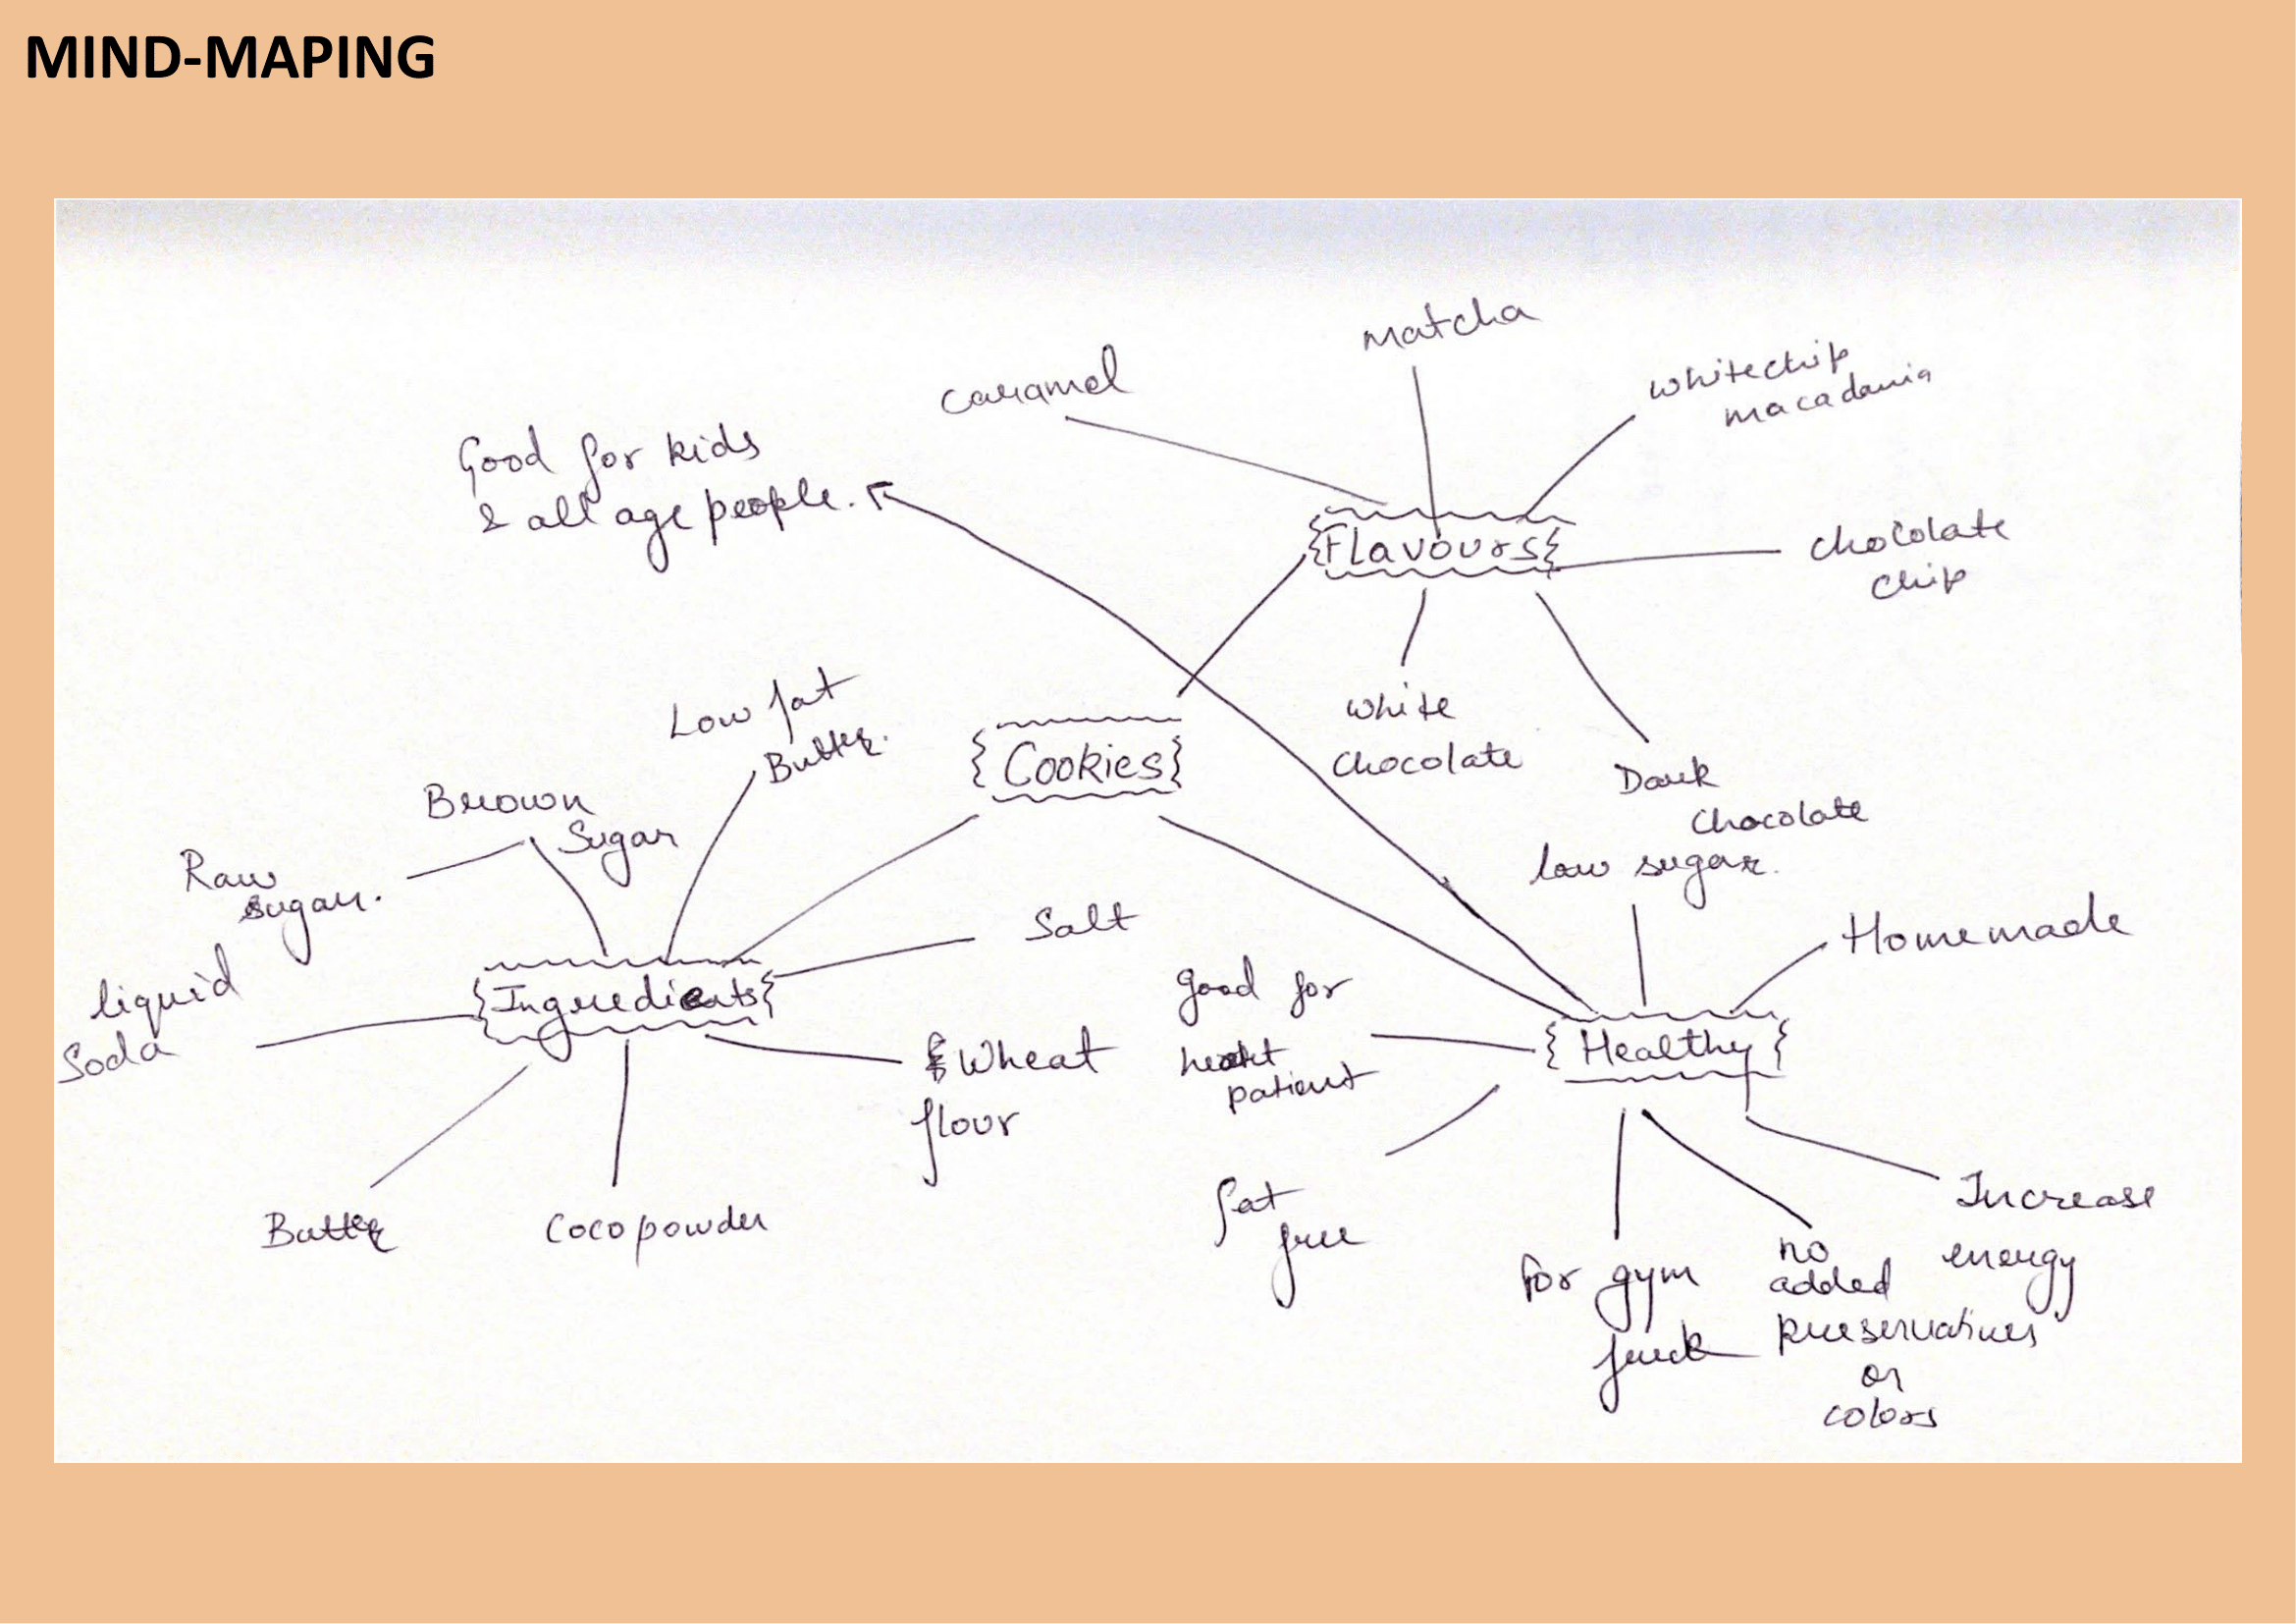 MIND-MAPING
matcha
caramel
whitechip
macadamia
Good for kids
& all age people.
Flavours
chocolate
chip
Low fat
Butter.
white
chocolate
Cookies
Dark
chocolate
Brown
Sugar
Raw
sugar.
low sugar.
Homemade
Salt
liquid
Soda
Ingredients
good for
heart
patient
Healthy
Wheat
flour
Butter
Coco powder
fat
free
Increase
energy
for gym
no
added
preservatives
or
colors